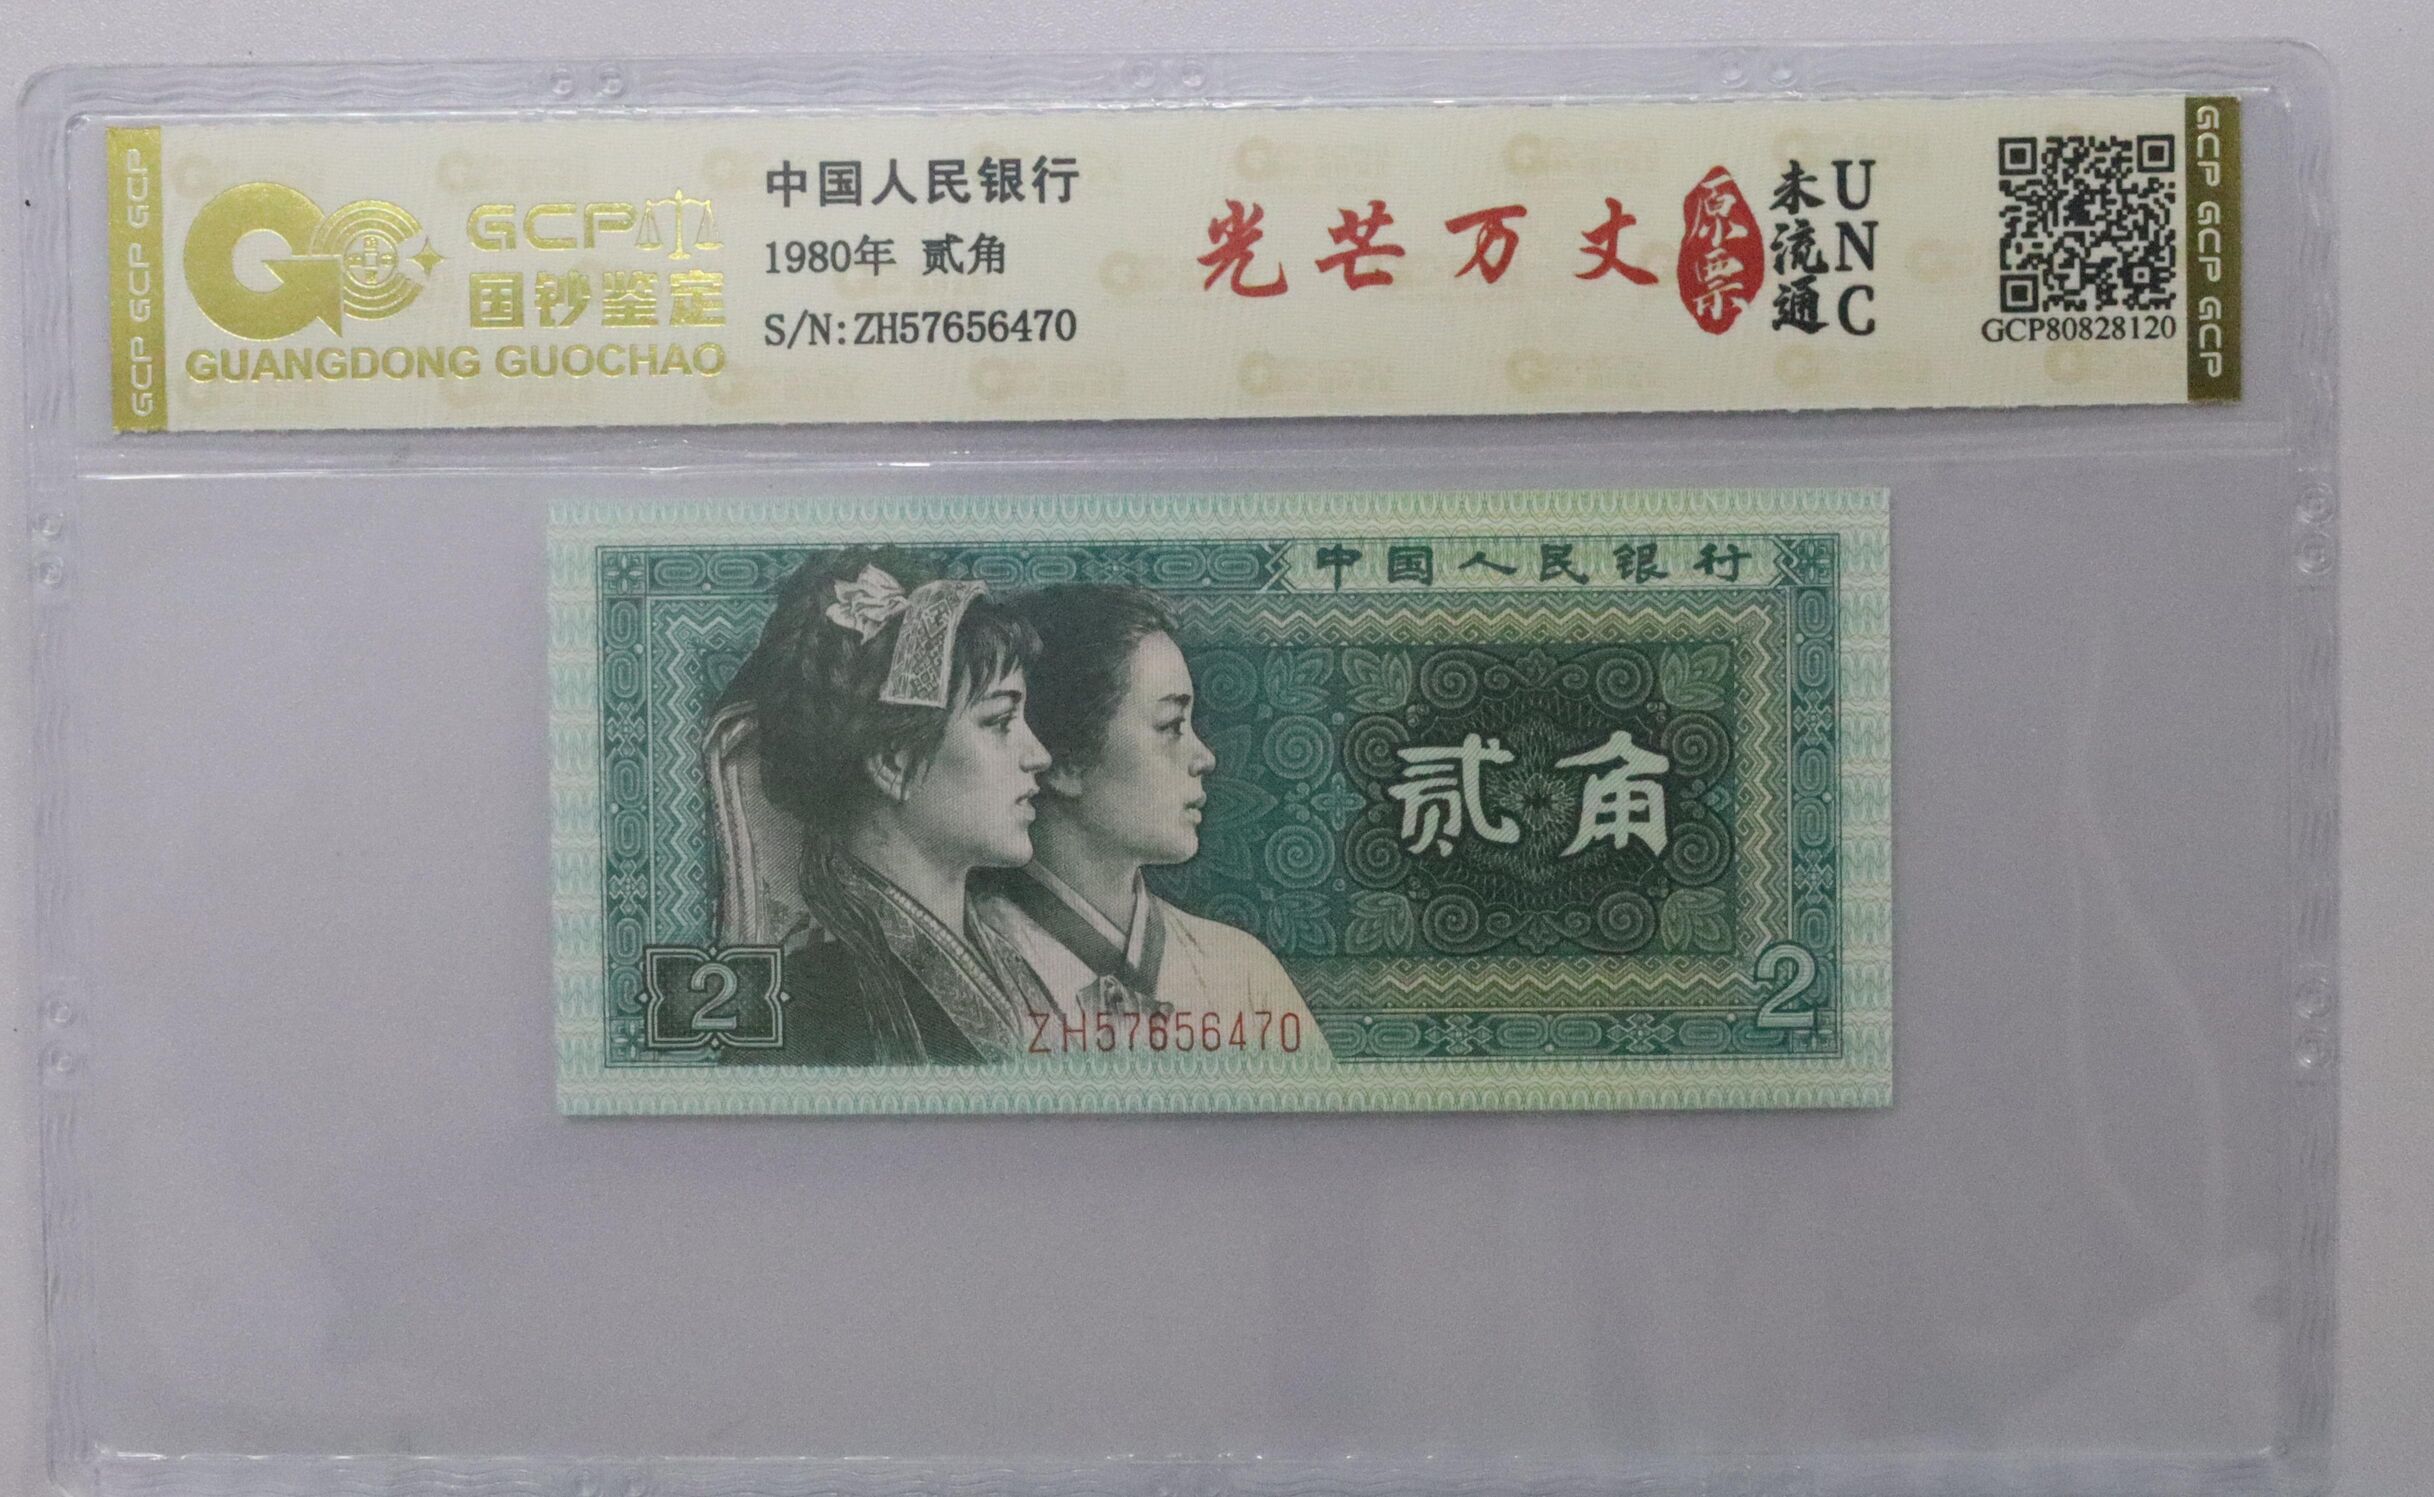 GCP GCP GCP
GCP
国钞鉴定
GUANGDONG GUOCHAO
中国人民银行
1980年 贰角
S/N:ZH57656470
光芒万丈
原票
未流通
UNC
GCP80828120
GCP GCP GCP
中国人民银行
贰角
2
2
ZH57656470